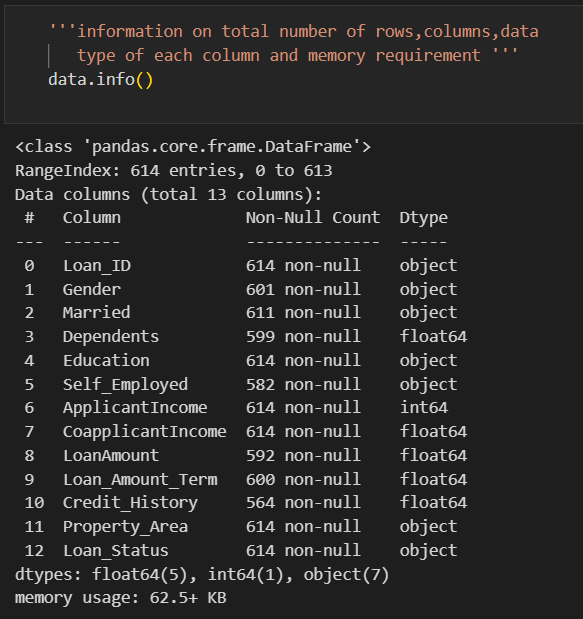 '''information on total number of rows,columns,data
type of each column and memory requirement '''
data.info()
<class 'pandas.core.frame.DataFrame'>
RangeIndex: 614 entries, 0 to 613
Data columns (total 13 columns):
 #   Column             Non-Null Count  Dtype
---  ------             --------------  -----
 0   Loan_ID            614 non-null    object
 1   Gender             601 non-null    object
 2   Married            611 non-null    object
 3   Dependents         599 non-null    float64
 4   Education          614 non-null    object
 5   Self_Employed      582 non-null    object
 6   ApplicantIncome    614 non-null    int64
 7   CoapplicantIncome  614 non-null    float64
 8   LoanAmount         592 non-null    float64
 9   Loan_Amount_Term   600 non-null    float64
 10  Credit_History     564 non-null    float64
 11  Property_Area      614 non-null    object
 12  Loan_Status        614 non-null    object
dtypes: float64(5), int64(1), object(7)
memory usage: 62.5+ KB